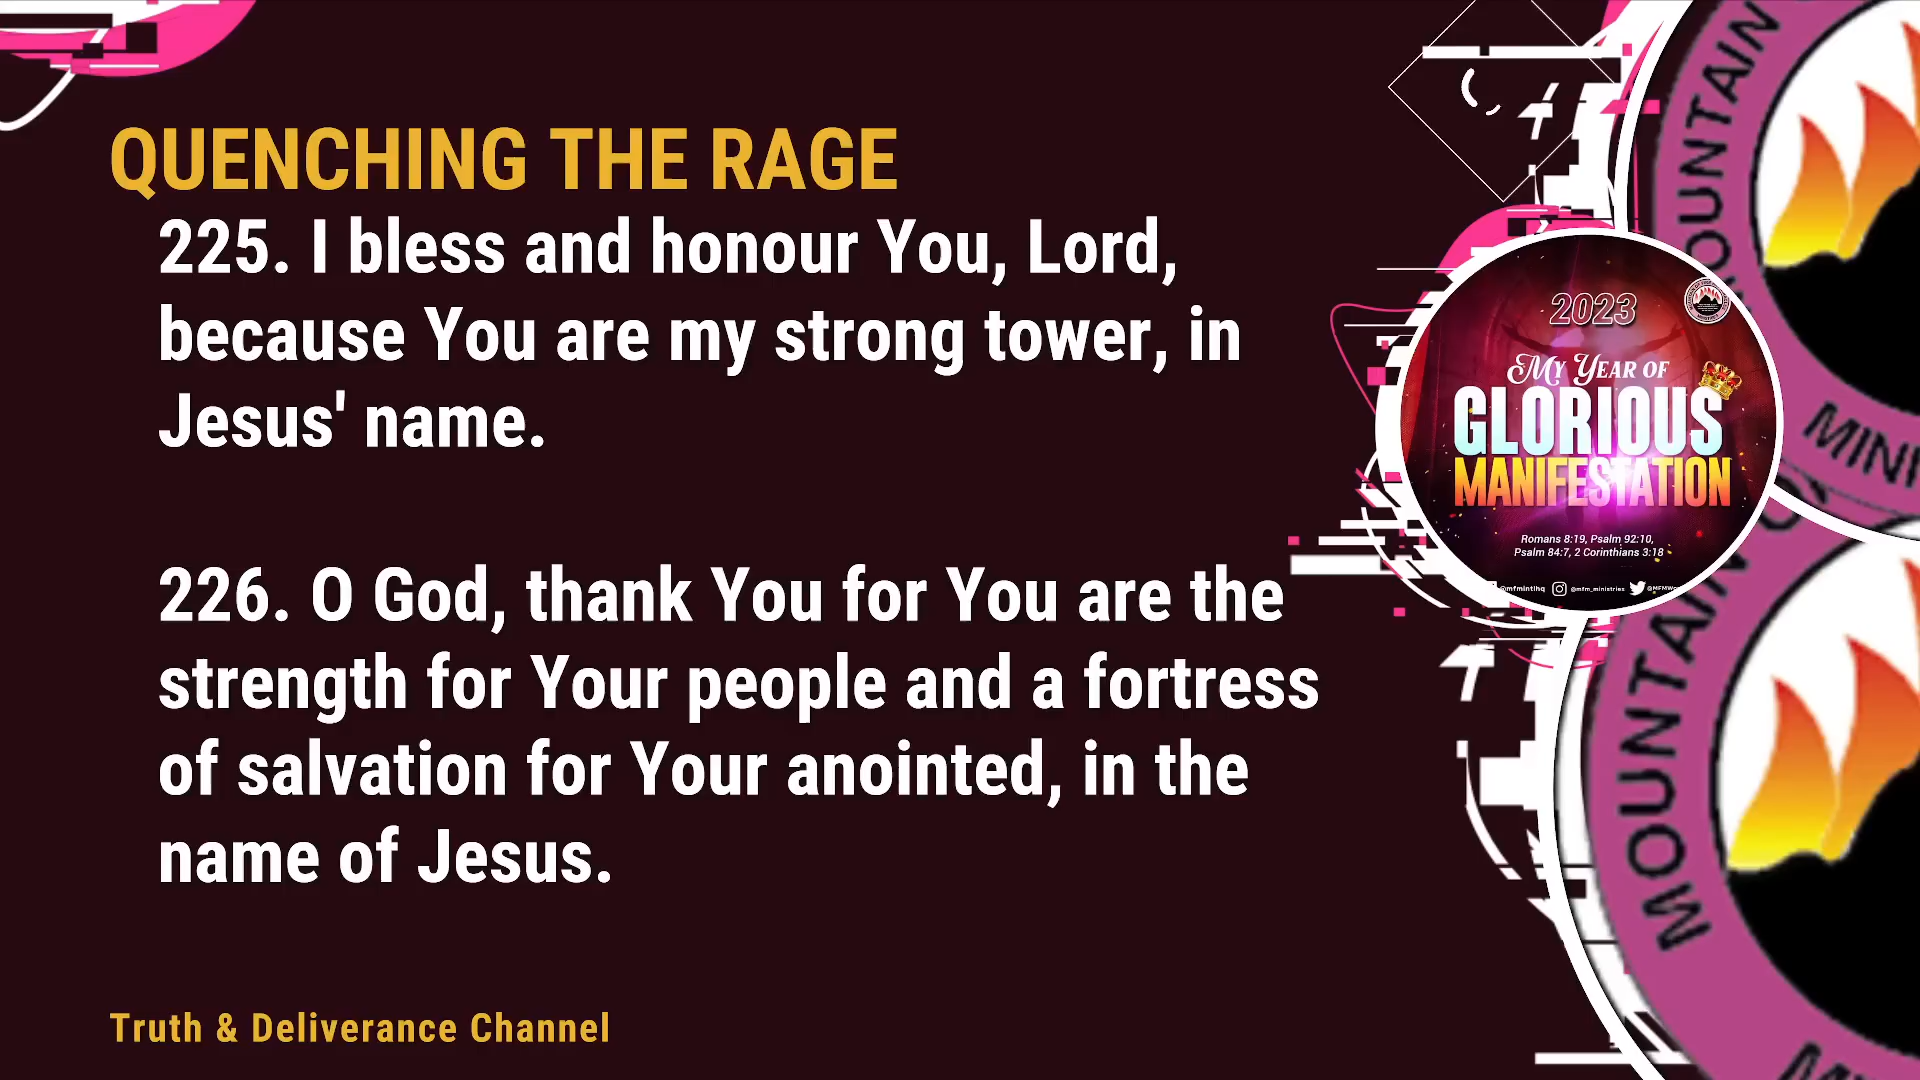 QUENCHING THE RAGE
225. I bless and honour You, Lord,
because You are my strong tower, in
Jesus' name.
226. O God, thank You for You are the
strength for Your people and a fortress
of salvation for Your anointed, in the
name of Jesus.
Truth & Deliverance Channel
2023
My Year of
GLORIOUS
MANIFESTATION
Romans 8:19, Psalm 92:10,
Psalm 84:7, 2 Corinthians 3:18
@mfm_ministries
MOUNTAIN
MOUNTAIN